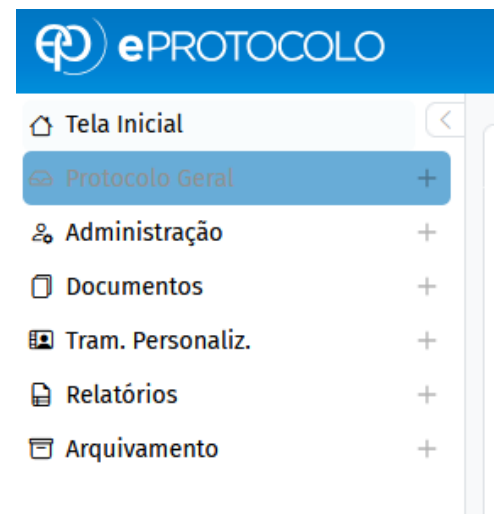 ePROTOCOLO
Tela Inicial
Protocolo Geral
Administração
Documentos
Tram. Personaliz.
Relatórios
Arquivamento